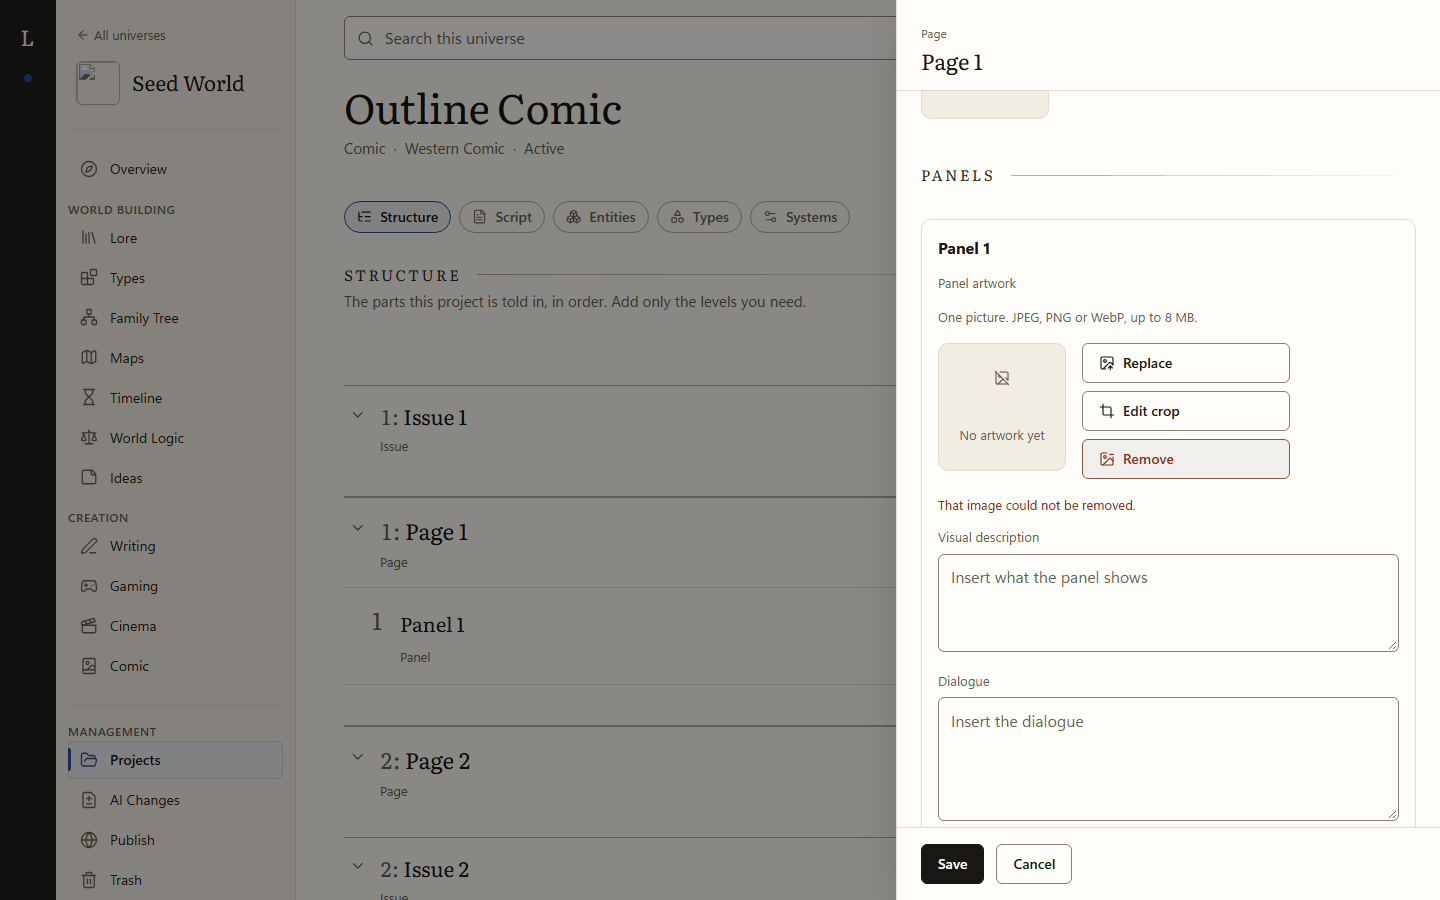 L
All universes
Seed World
Overview
WORLD BUILDING
Lore
Types
Family Tree
Maps
Timeline
World Logic
Ideas
CREATION
Writing
Gaming
Cinema
Comic
MANAGEMENT
Projects
AI Changes
Publish
Trash
Search this universe
Outline Comic
Comic · Western Comic · Active
Structure
Script
Entities
Types
Systems
STRUCTURE
The parts this project is told in, in order. Add only the levels you need.
1: Issue 1
Issue
1: Page 1
Page
1 Panel 1
Panel
2: Page 2
Page
2: Issue 2
Issue
Page
Page 1
PANELS
Panel 1
Panel artwork
One picture. JPEG, PNG or WebP, up to 8 MB.
No artwork yet
Replace
Edit crop
Remove
That image could not be removed.
Visual description
Insert what the panel shows
Dialogue
Insert the dialogue
Save
Cancel